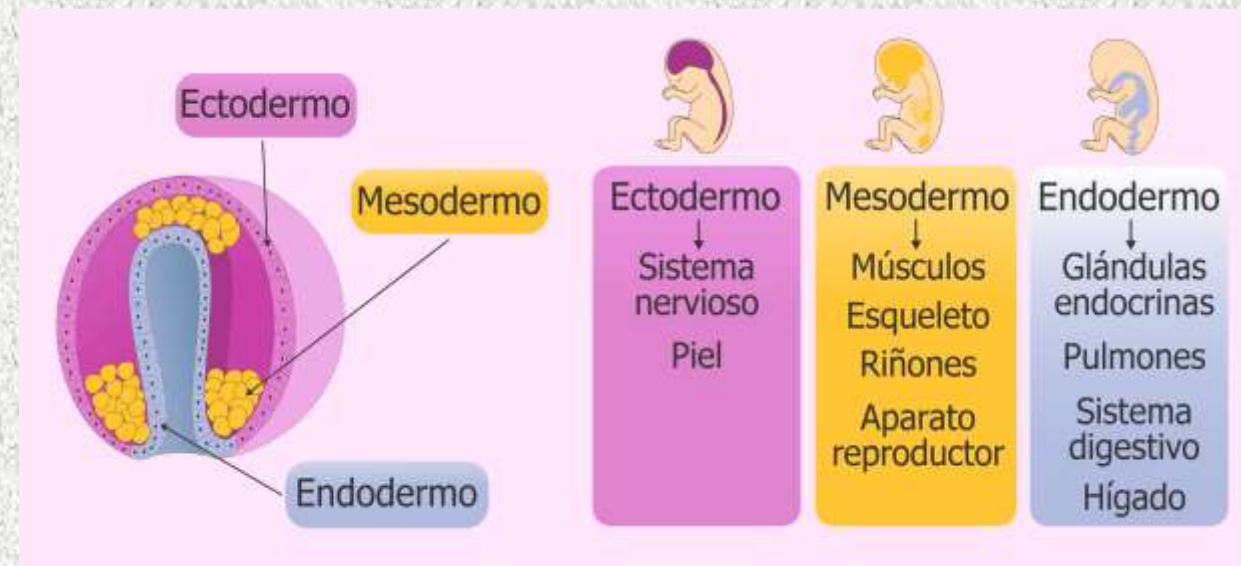 Ectodermo
Mesodermo
Endodermo
Ectodermo
Sistema
nervioso
Piel
Mesodermo
Músculos
Esqueleto
Riñones
Aparato
reproductor
Endodermo
Glándulas
endocrinas
Pulmones
Sistema
digestivo
Hígado